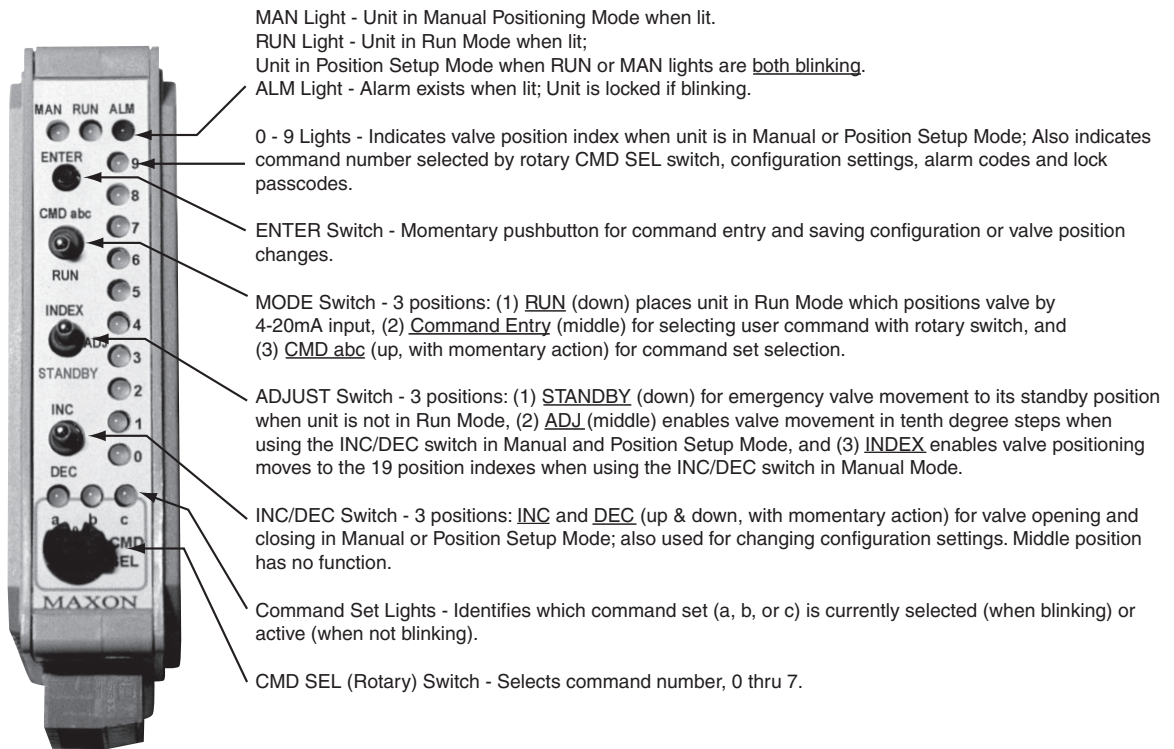 MAN Light - Unit in Manual Positioning Mode when lit.
RUN Light - Unit in Run Mode when lit;
Unit in Position Setup Mode when RUN or MAN lights are both blinking.
ALM Light - Alarm exists when lit; Unit is locked if blinking.
0 - 9 Lights - Indicates valve position index when unit is in Manual or Position Setup Mode; Also indicates
command number selected by rotary CMD SEL switch, configuration settings, alarm codes and lock
passcodes.
ENTER Switch - Momentary pushbutton for command entry and saving configuration or valve position
changes.
MODE Switch - 3 positions: (1) RUN (down) places unit in Run Mode which positions valve by
4-20mA input, (2) Command Entry (middle) for selecting user command with rotary switch, and
(3) CMD abc (up, with momentary action) for command set selection.
ADJUST Switch - 3 positions: (1) STANDBY (down) for emergency valve movement to its standby position
when unit is not in Run Mode, (2) ADJ (middle) enables valve movement in tenth degree steps when
using the INC/DEC switch in Manual and Position Setup Mode, and (3) INDEX enables valve positioning
moves to the 19 position indexes when using the INC/DEC switch in Manual Mode.
INC/DEC Switch - 3 positions: INC and DEC (up & down, with momentary action) for valve opening and
closing in Manual or Position Setup Mode; also used for changing configuration settings. Middle position
has no function.
Command Set Lights - Identifies which command set (a, b, or c) is currently selected (when blinking) or
active (when not blinking).
CMD SEL (Rotary) Switch - Selects command number, 0 thru 7.
MAN RUN ALM
ENTER
9
8
CMD abc
7
6
RUN
5
INDEX
4
ADJ
3
STANDBY
2
INC
1
0
DEC
a b c
CMD
SEL
MAXON